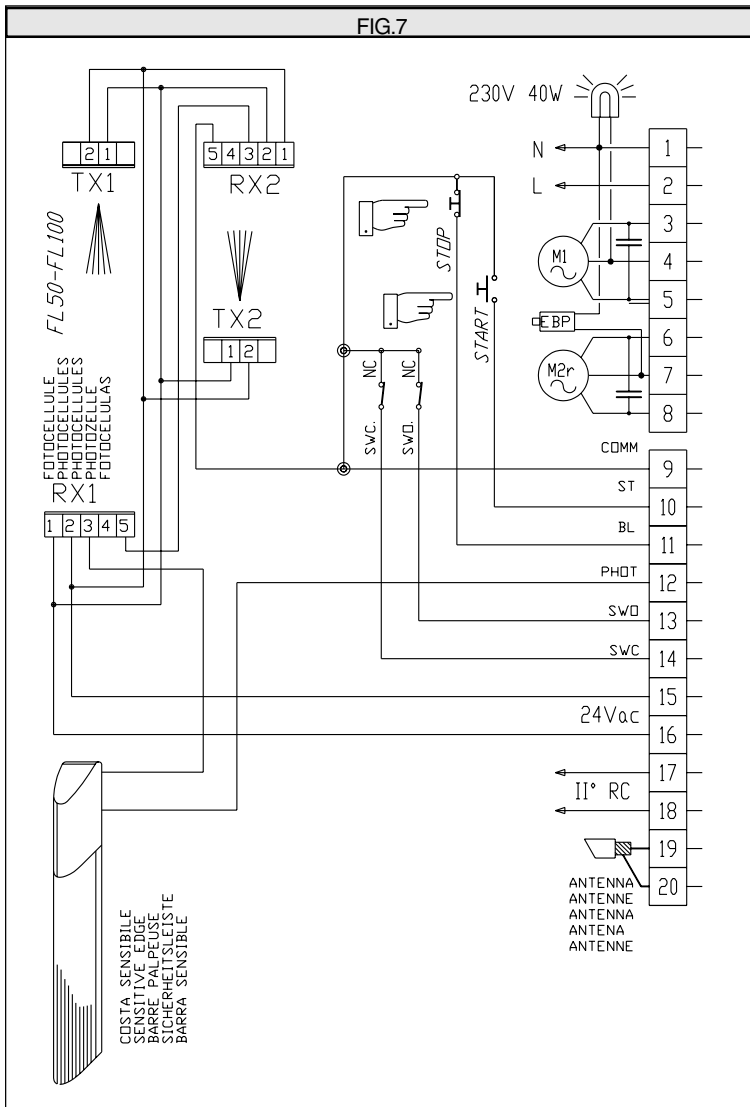 FIG.7
230V 40W
N
L
1
2
3
4
5
6
7
8
M1
EBP
M2r
2 1
TX1
5 4 3 2 1
RX2
FL50-FL100
TX2
1 2
STOP
START
NC
NC
SWC.
SWO.
FOTOCELLULE
PHOTOCELLULES
PHOTOCELLULES
PHOTOZELLE
FOTOCELULAS
RX1
1 2 3 4 5
COMM
9
ST
10
BL
11
PHOT
12
SWO
13
SWC
14
15
24Vac
16
17
II° RC
18
19
20
ANTENNA
ANTENNE
ANTENNA
ANTENA
ANTENNE
COSTA SENSIBILE
SENSITIVE EDGE
BARRE PALPEUSE
SICHERHEITSLEISTE
BARRA SENSIBLE